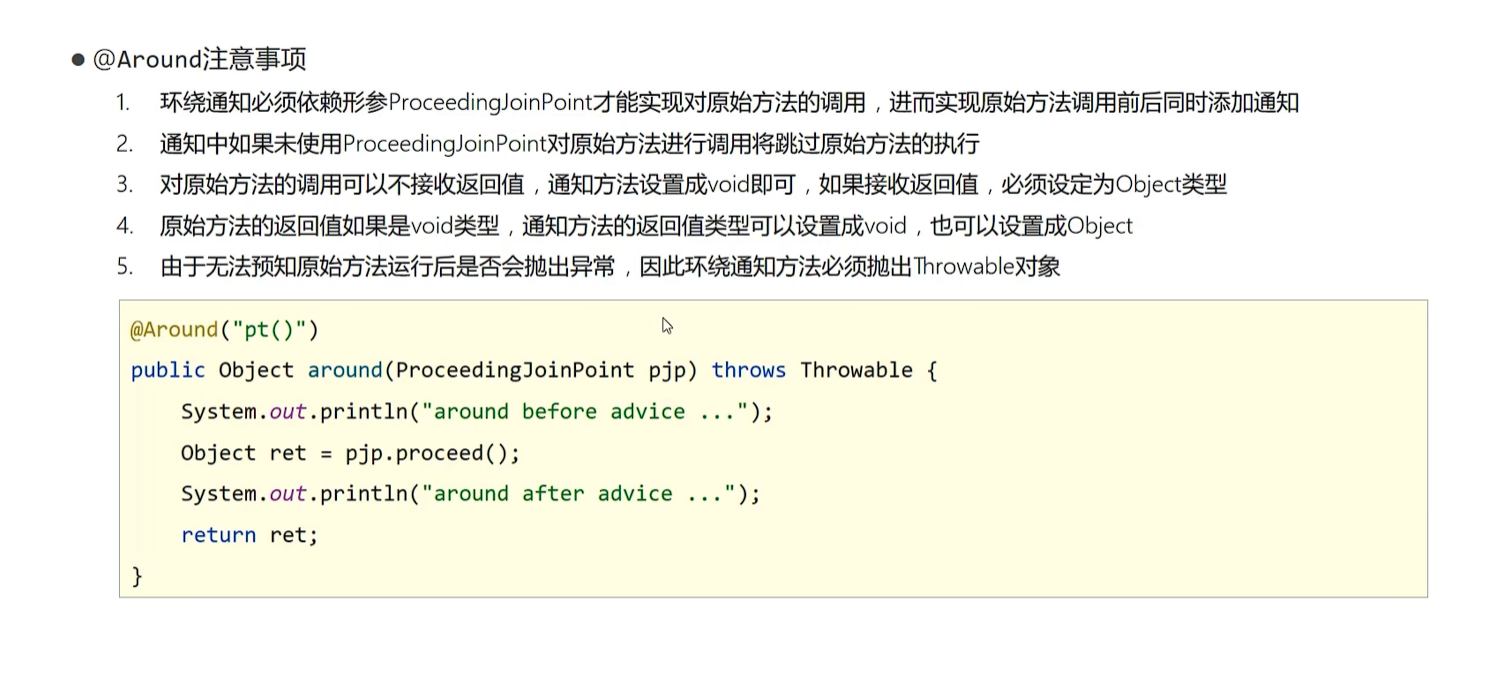 ● @Around注意事项
1. 环绕通知必须依赖形参ProceedingJoinPoint才能实现对原始方法的调用，进而实现原始方法调用前后同时添加通知
2. 通知中如果未使用ProceedingJoinPoint对原始方法进行调用将跳过原始方法的执行
3. 对原始方法的调用可以不接收返回值，通知方法设置成void即可，如果接收返回值，必须设定为Object类型
4. 原始方法的返回值如果是void类型，通知方法的返回值类型可以设置成void，也可以设置成Object
5. 由于无法预知原始方法运行后是否会抛出异常，因此环绕通知方法必须抛出Throwable对象
@Around("pt()")
public Object around(ProceedingJoinPoint pjp) throws Throwable {
    System.out.println("around before advice ...");
    Object ret = pjp.proceed();
    System.out.println("around after advice ...");
    return ret;
}